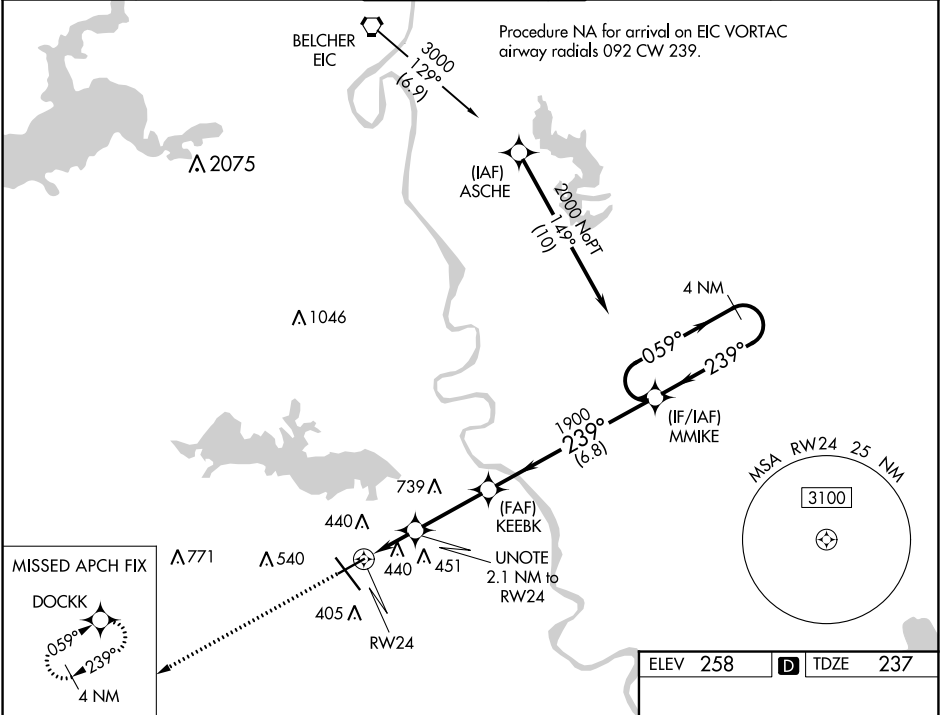 BELCHER
EIC
3000
129°
(6.9)
Procedure NA for arrival on EIC VORTAC
airway radials 092 CW 239.
2075
(IAF)
ASCHE
2000 NoPT
149°
(10)
4 NM
1046
059°
239°
(IF/IAF)
MMIKE
1900
239°
(6.8)
MSA RW24 25 NM
3100
739
(FAF)
KEEBK
440
771
540
440
451
UNOTE
2.1 NM to
RW24
405
RW24
MISSED APCH FIX
DOCKK
059°
239°
4 NM
ELEV 258 D TDZE 237